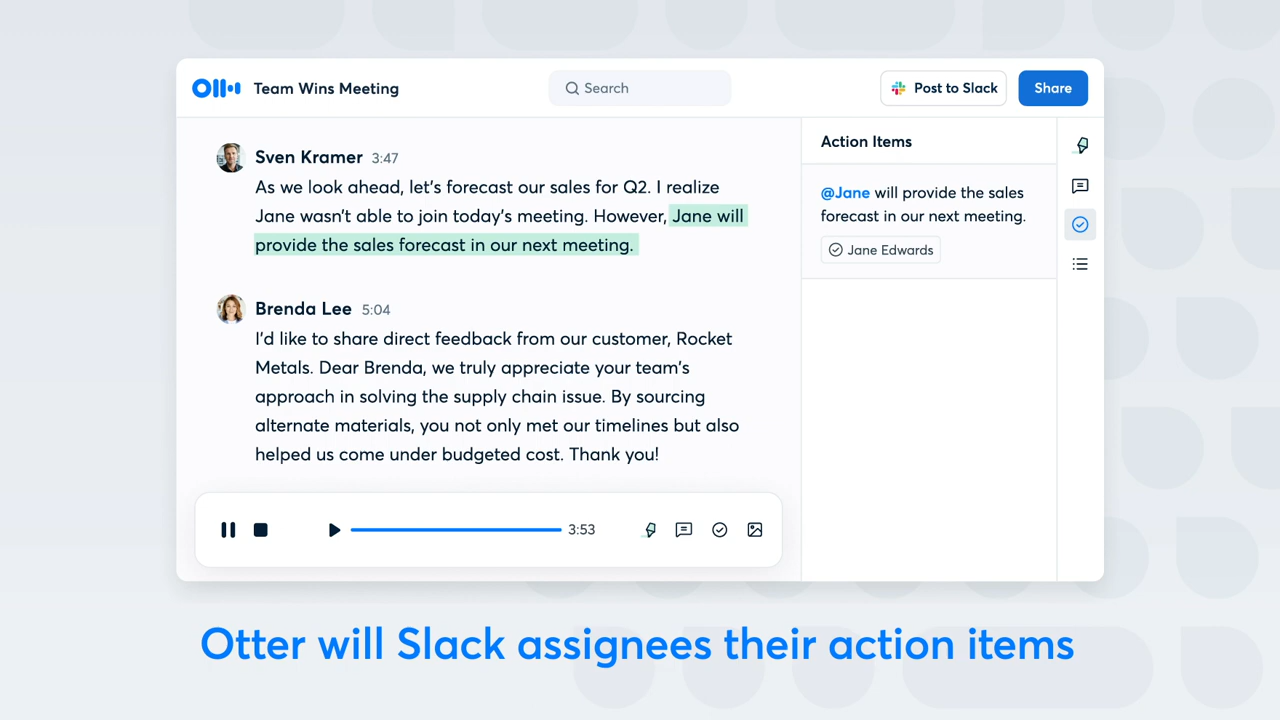 Team Wins Meeting
Search
Post to Slack
Share
Sven Kramer 3:47
As we look ahead, let's forecast our sales for Q2. I realize
Jane wasn't able to join today's meeting. However, Jane will
provide the sales forecast in our next meeting.
Brenda Lee 5:04
I'd like to share direct feedback from our customer, Rocket
Metals. Dear Brenda, we truly appreciate your team's
approach in solving the supply chain issue. By sourcing
alternate materials, you not only met our timelines but also
helped us come under budgeted cost. Thank you!
3:53
Action Items
@Jane will provide the sales
forecast in our next meeting.
Jane Edwards
Otter will Slack assignees their action items